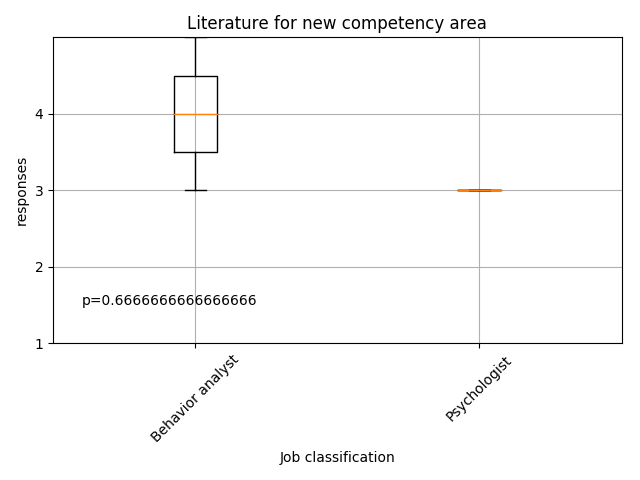 Literature for new competency area
responses
4
3
2
1
p=0.6666666666666666
Behavior analyst
Psychologist
Job classification